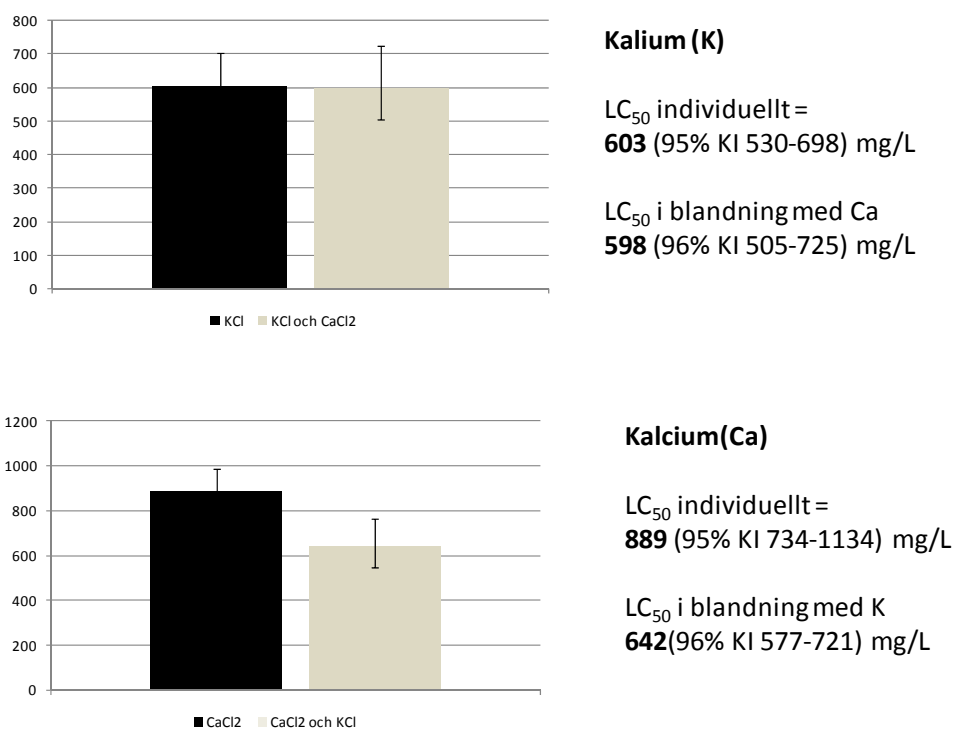 800
700
600
500
400
300
200
100
0
KCl KCl och CaCl2
Kalium (K)
LC50 individuellt =
603 (95% KI 530-698) mg/L
LC50 i blandning med Ca
598 (96% KI 505-725) mg/L
1200
1000
800
600
400
200
0
CaCl2 CaCl2 och KCl
Kalcium(Ca)
LC50 individuellt =
889 (95% KI 734-1134) mg/L
LC50 i blandning med K
642(96% KI 577-721) mg/L